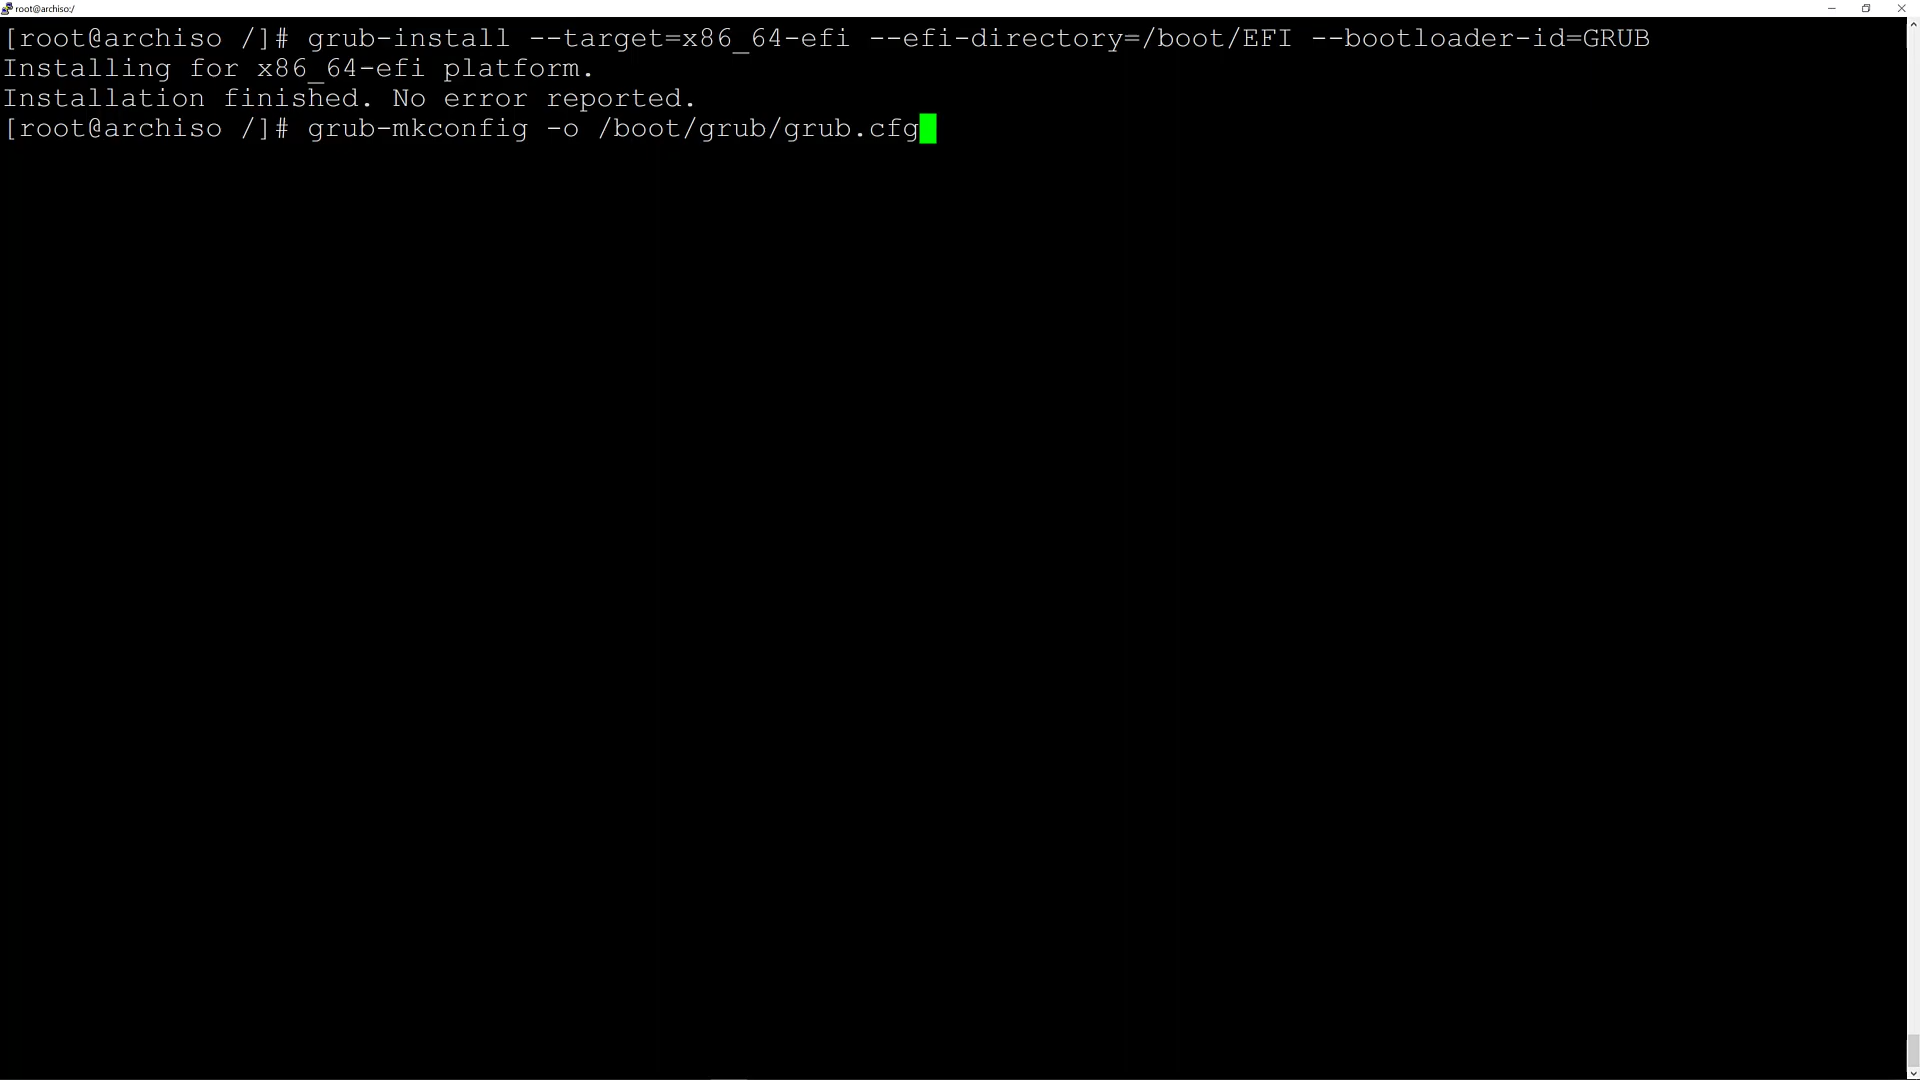 root@archiso:/
[root@archiso /]# grub-install --target=x86_64-efi --efi-directory=/boot/EFI --bootloader-id=GRUB
Installing for x86_64-efi platform.
Installation finished. No error reported.
[root@archiso /]# grub-mkconfig -o /boot/grub/grub.cfg